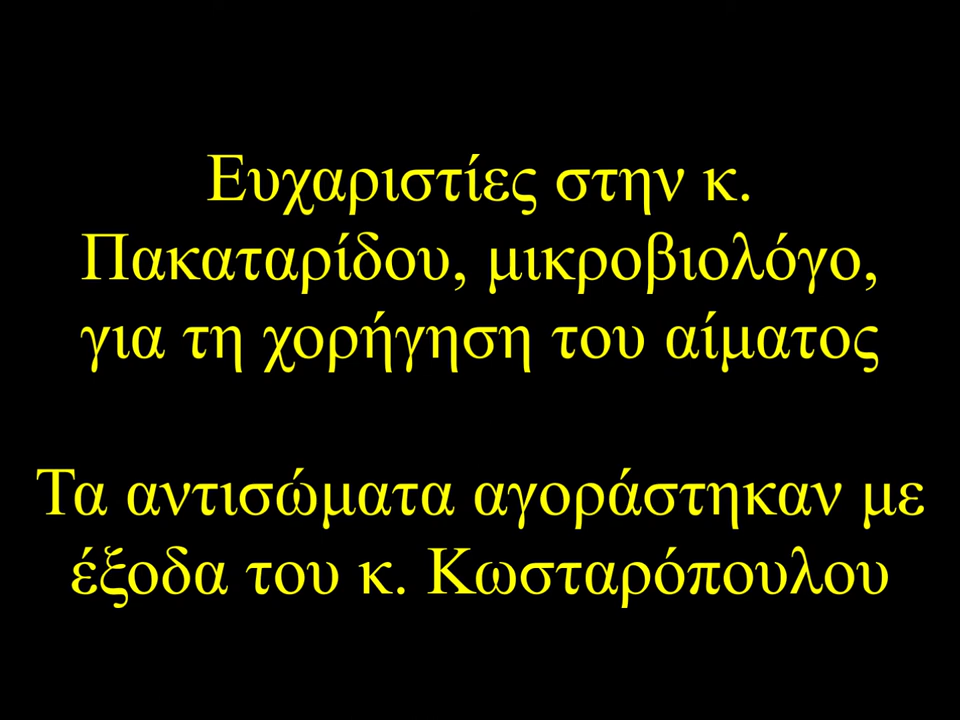 Ευχαριστίες στην κ.
Πακαταρίδου, μικροβιολόγο,
για τη χορήγηση του αίματος
Τα αντισώματα αγοράστηκαν με
έξοδα του κ. Κωσταρόπουλου